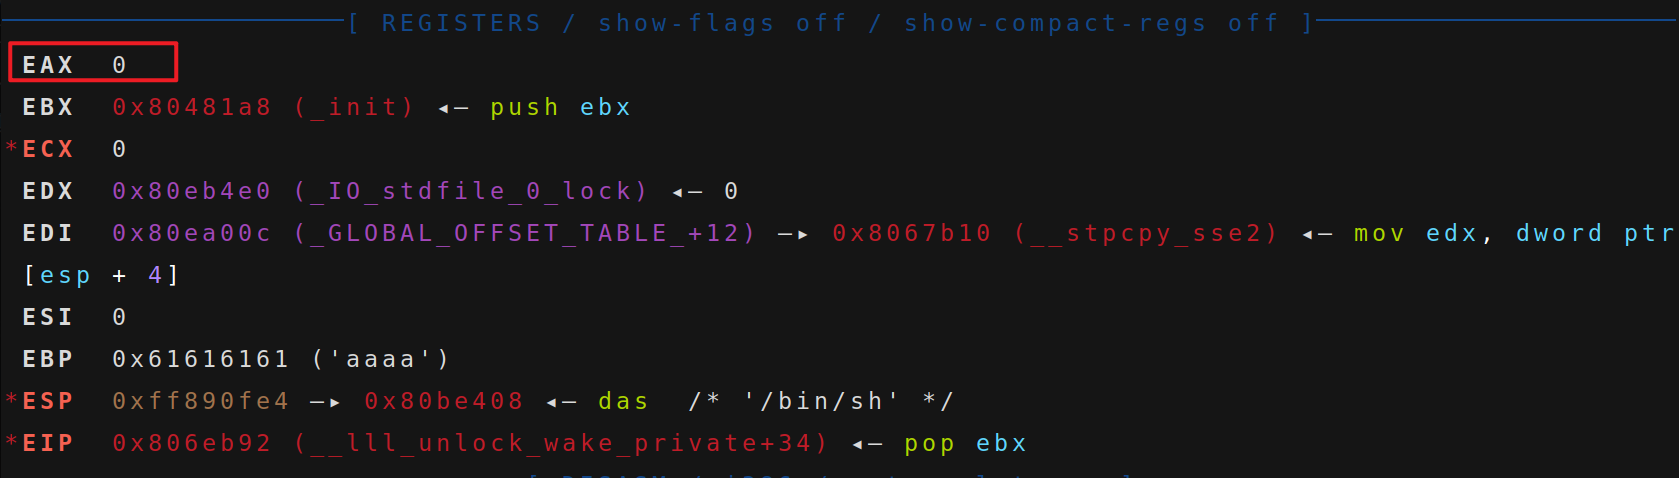 [ REGISTERS / show-flags off / show-compact-regs off ]
EAX 0
EBX 0x80481a8 (_init) ◂— push ebx
*ECX 0
EDX 0x80eb4e0 (_IO_stdfile_0_lock) ◂— 0
EDI 0x80ea00c (_GLOBAL_OFFSET_TABLE_+12) —▸ 0x8067b10 (__stpcpy_sse2) ◂— mov edx, dword ptr
[esp + 4]
ESI 0
EBP 0x61616161 ('aaaa')
*ESP 0xff890fe4 —▸ 0x80be408 ◂— das /* '/bin/sh' */
*EIP 0x806eb92 (__lll_unlock_wake_private+34) ◂— pop ebx